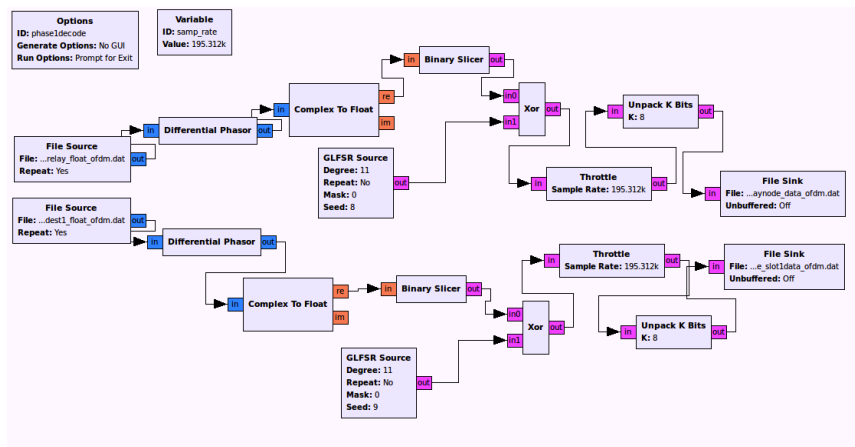 Options
ID: phase1decode
Generate Options: No GUI
Run Options: Prompt for Exit
Variable
ID: samp_rate
Value: 195.312k
in Binary Slicer out
in Complex To Float re
im
in0 Xor out
in1
in Unpack K Bits out
K: 8
in Differential Phasor out
File Source
File: ...relay_float_ofdm.dat out
Repeat: Yes
GLFSR Source
Degree: 11
Repeat: No out
Mask: 0
Seed: 8
in Throttle out
Sample Rate: 195.312k
File Sink
in File: ...aynode_data_ofdm.dat
Unbuffered: Off
File Source
File: ...dest1_float_ofdm.dat out
Repeat: Yes
in Differential Phasor out
in Throttle out
Sample Rate: 195.312k
File Sink
in File: ...e_slot1data_ofdm.dat
Unbuffered: Off
in Complex To Float re
im
in Binary Slicer out
in0 Xor out
in1
in Unpack K Bits out
K: 8
GLFSR Source
Degree: 11
Repeat: No out
Mask: 0
Seed: 9